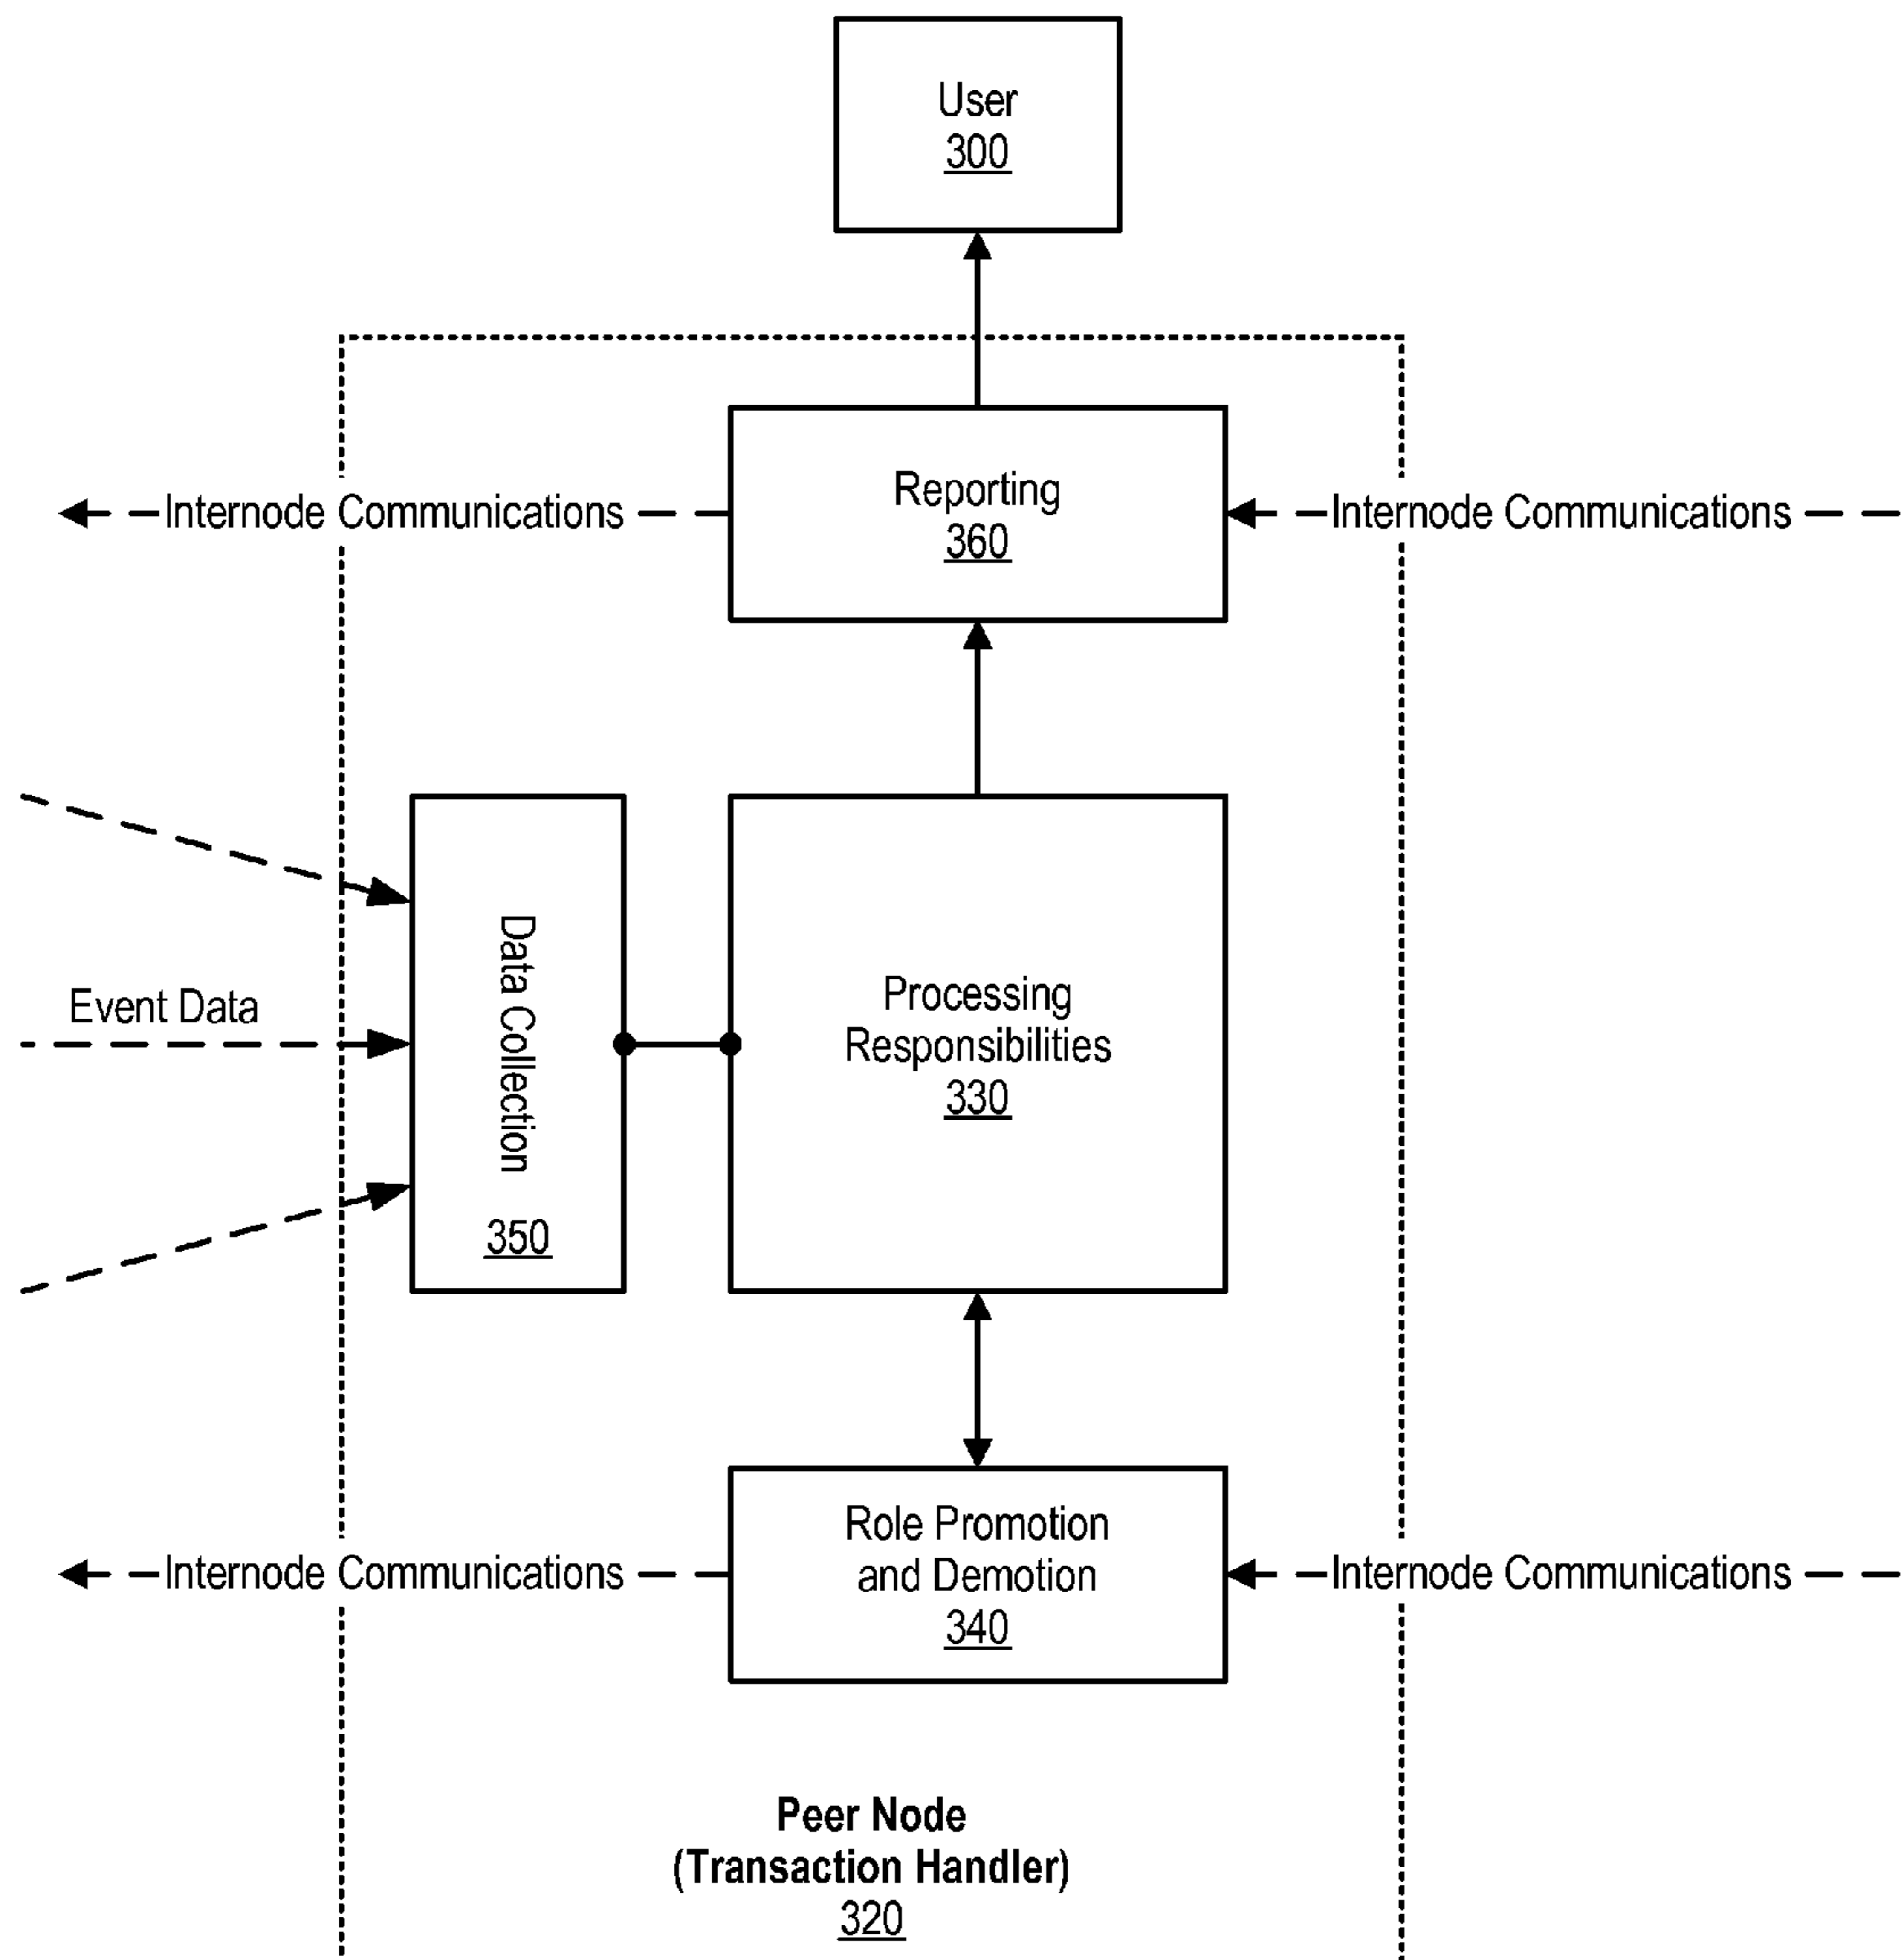 User
300
Internode Communications
Reporting
360
Internode Communications
Event Data
Data Collection
350
Processing
Responsibilities
330
Internode Communications
Role Promotion
and Demotion
340
Internode Communications
Peer Node
(Transaction Handler)
320